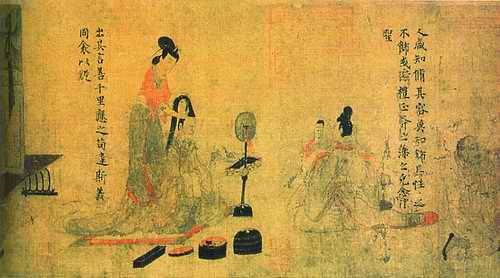 人咸知脩其容莫知飾其性之
不飾或愆禮正斧之藻之克念作
聖
出其言善千里應之苟違斯義
同衾以疑